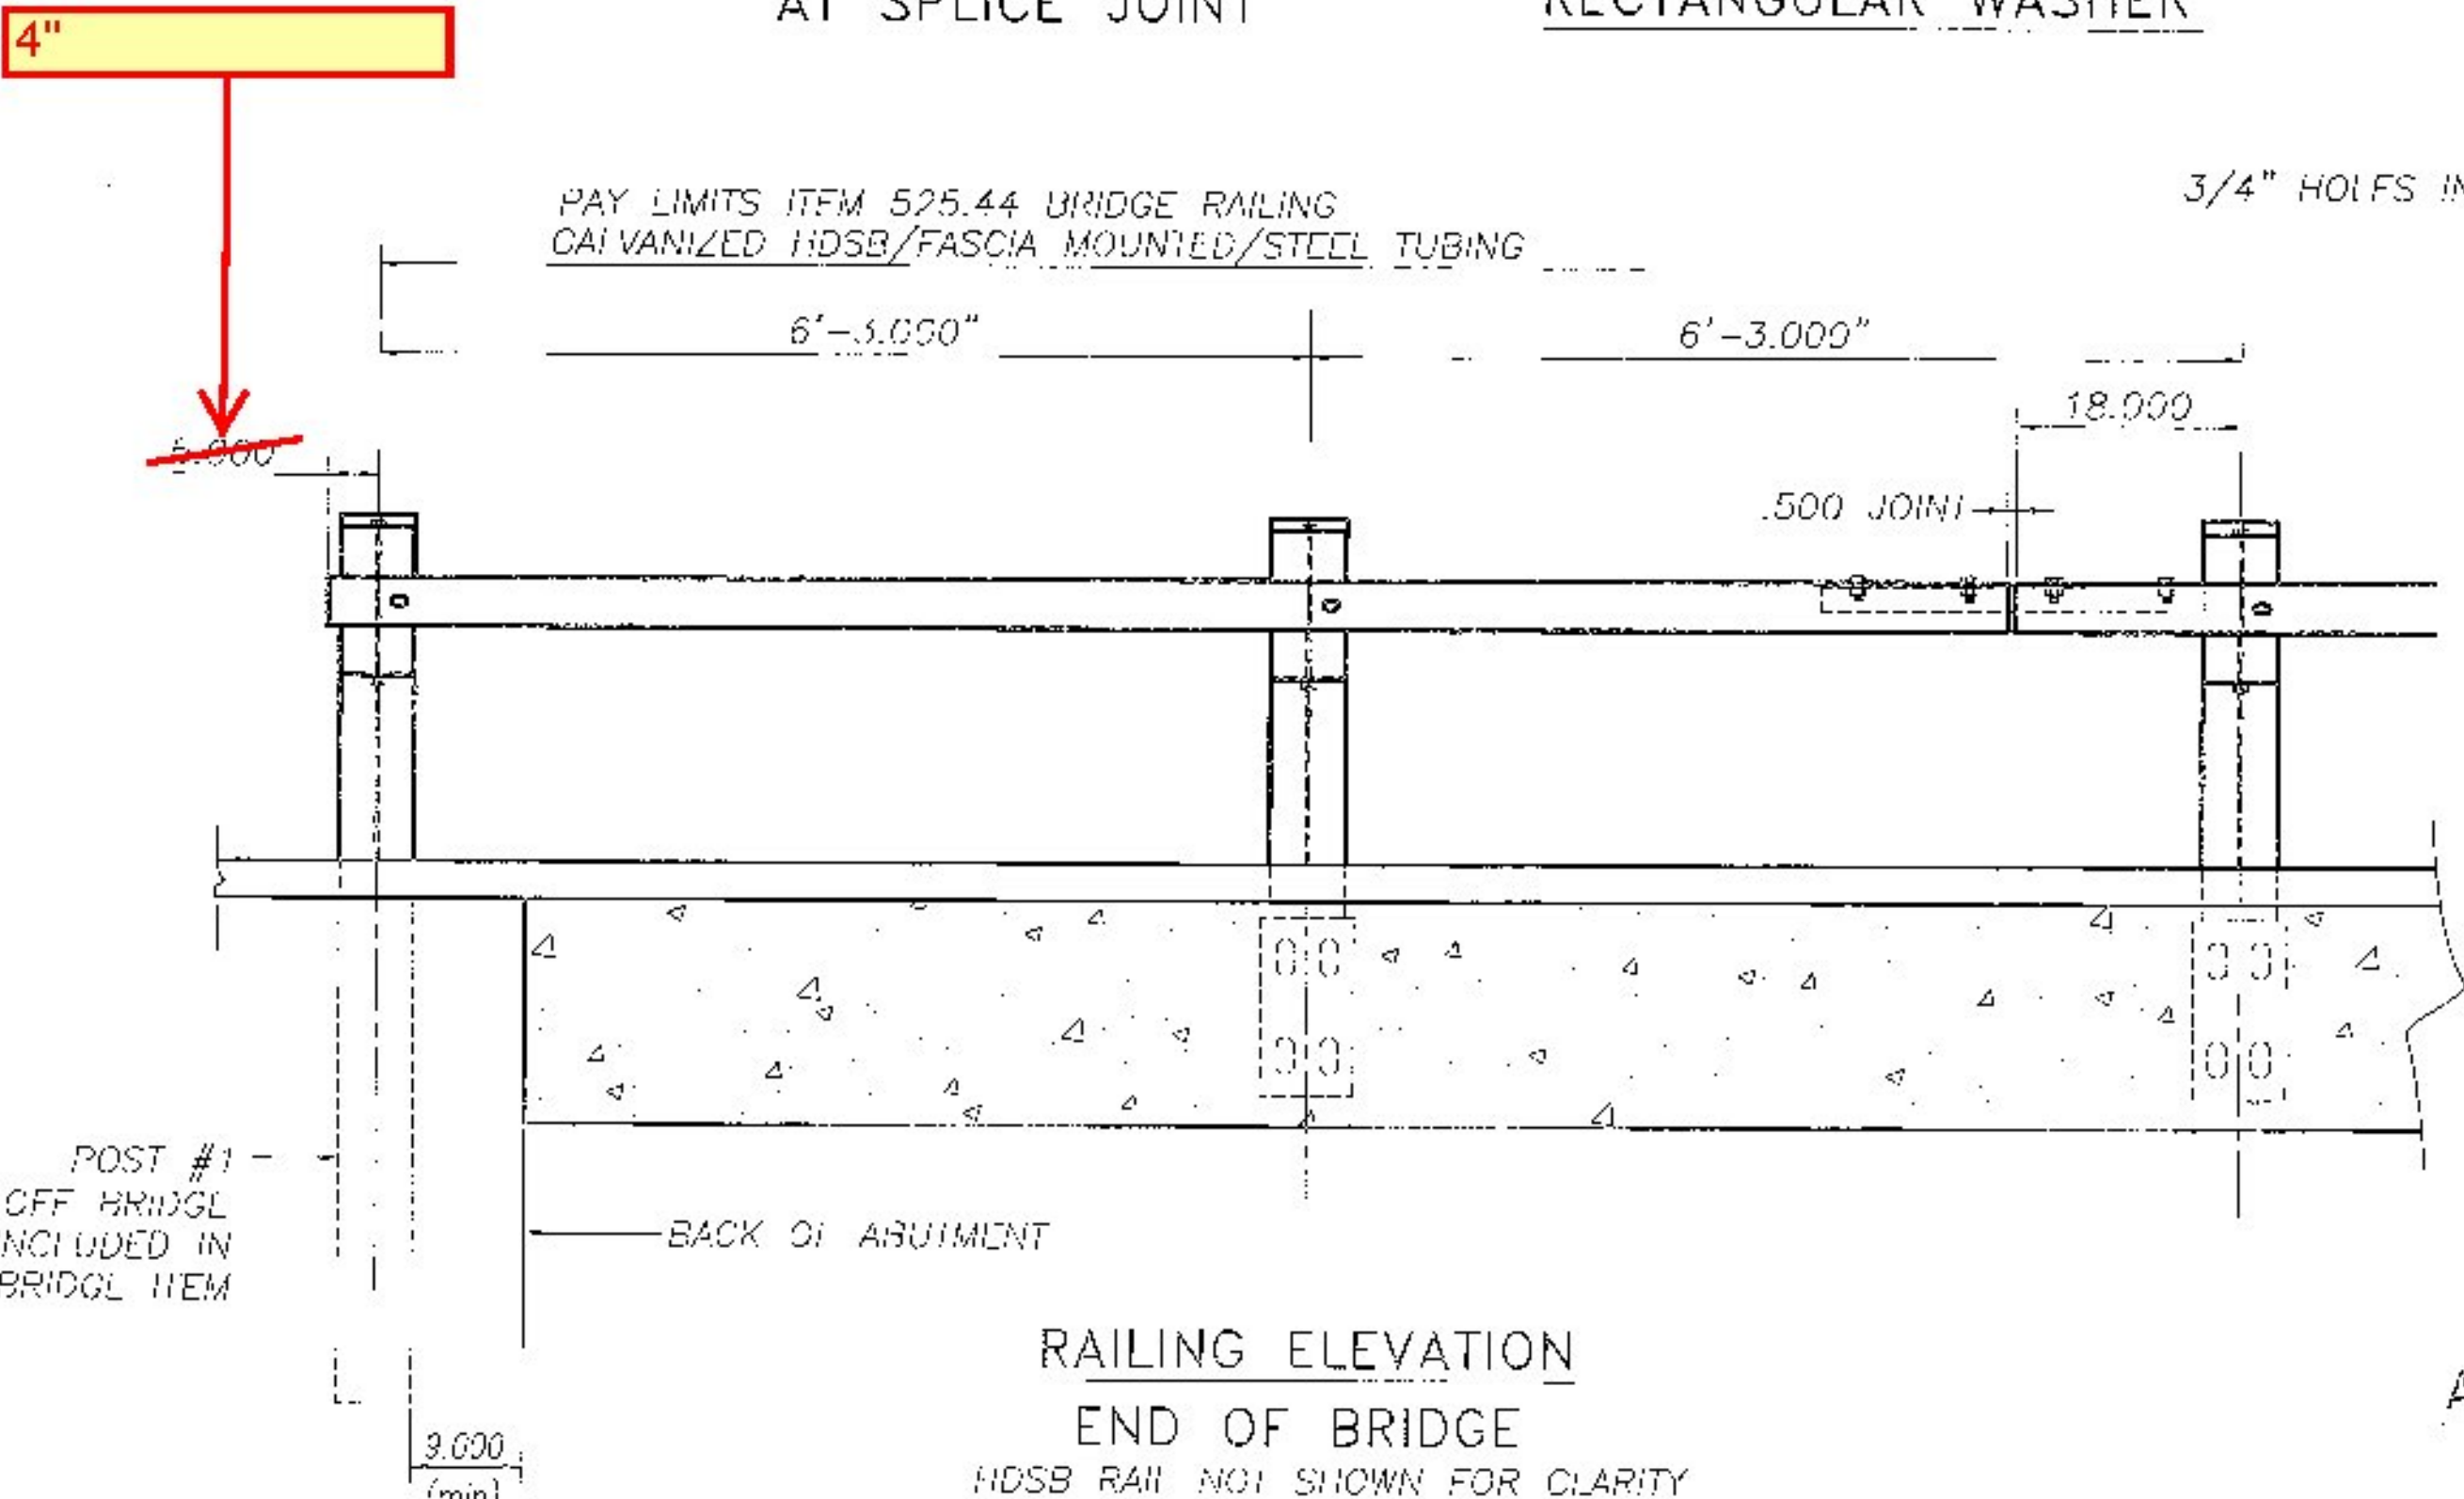 4"
AT SPLICE JOINT
RECTANGULAR WASHER
3/4" HOLES IN
PAY LIMITS ITEM 525.44 BRIDGE RAILING
GALVANIZED HDSB/FASCIA MOUNTED/STEEL TUBING
6'-3.000"
6'-3.000"
18.000
.500 JOINT
POST #1
OFF BRIDGE
INCLUDED IN
BRIDGE ITEM
BACK OF ABUTMENT
9.000
(min)
RAILING ELEVATION
END OF BRIDGE
HDSB RAIL NOT SHOWN FOR CLARITY